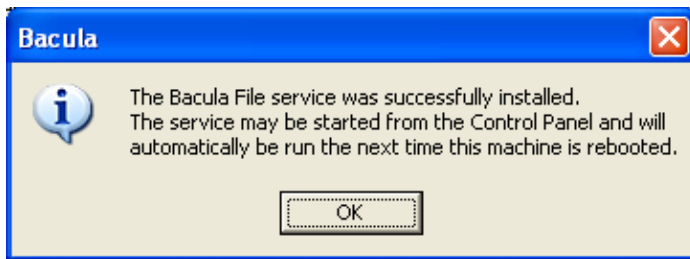 Bacula
The Bacula File service was successfully installed.
The service may be started from the Control Panel and will
automatically be run the next time this machine is rebooted.
OK